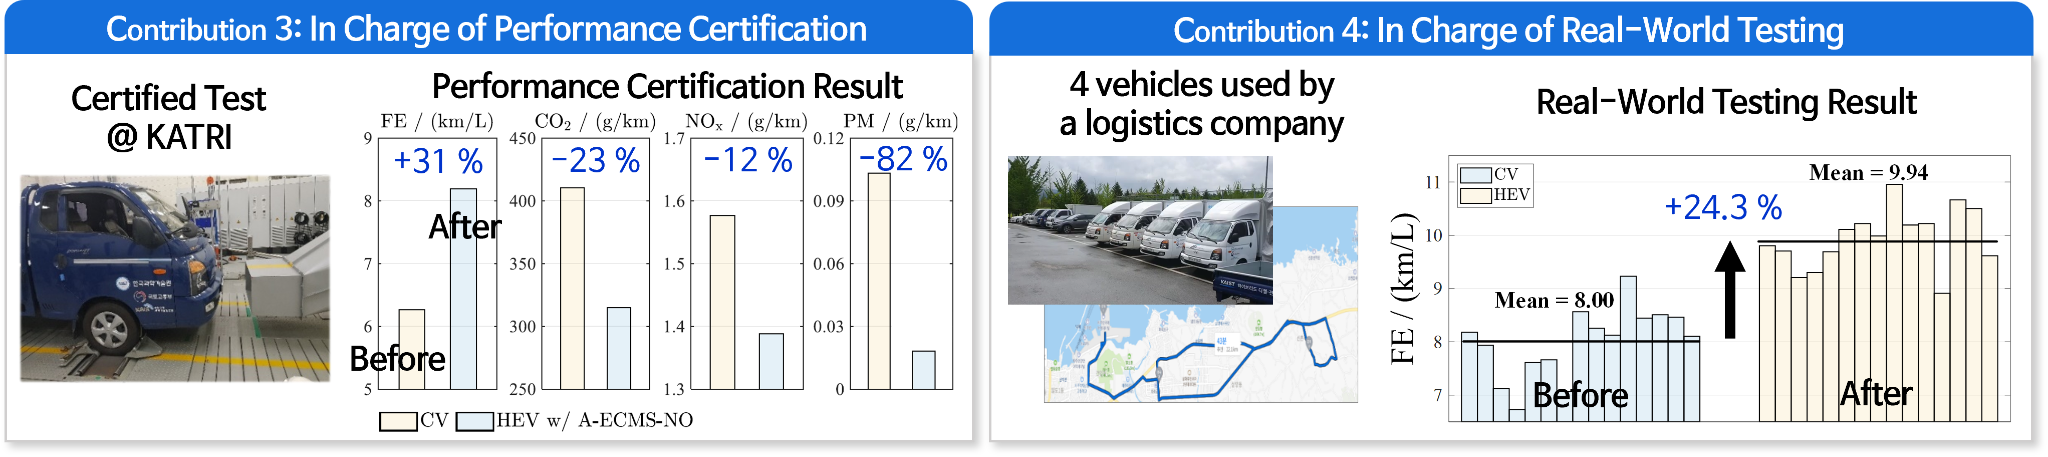 Contribution 3: In Charge of Performance Certification
Certified Test
@ KATRI
Performance Certification Result
FE / (km/L)
9
8
7
6
5
+31 %
After
Before
CO₂ / (g/km)
450
400
350
300
250
−23 %
NOₓ / (g/km)
1.7
1.6
1.5
1.4
1.3
−12 %
PM / (g/km)
0.12
0.09
0.06
0.03
0
−82 %
CV
HEV w/ A-ECMS-NO
Contribution 4: In Charge of Real-World Testing
4 vehicles used by
a logistics company
Real-World Testing Result
FE / (km/L)
11
10
9
8
7
CV
HEV
Mean = 8.00
Before
+24.3 %
Mean = 9.94
After